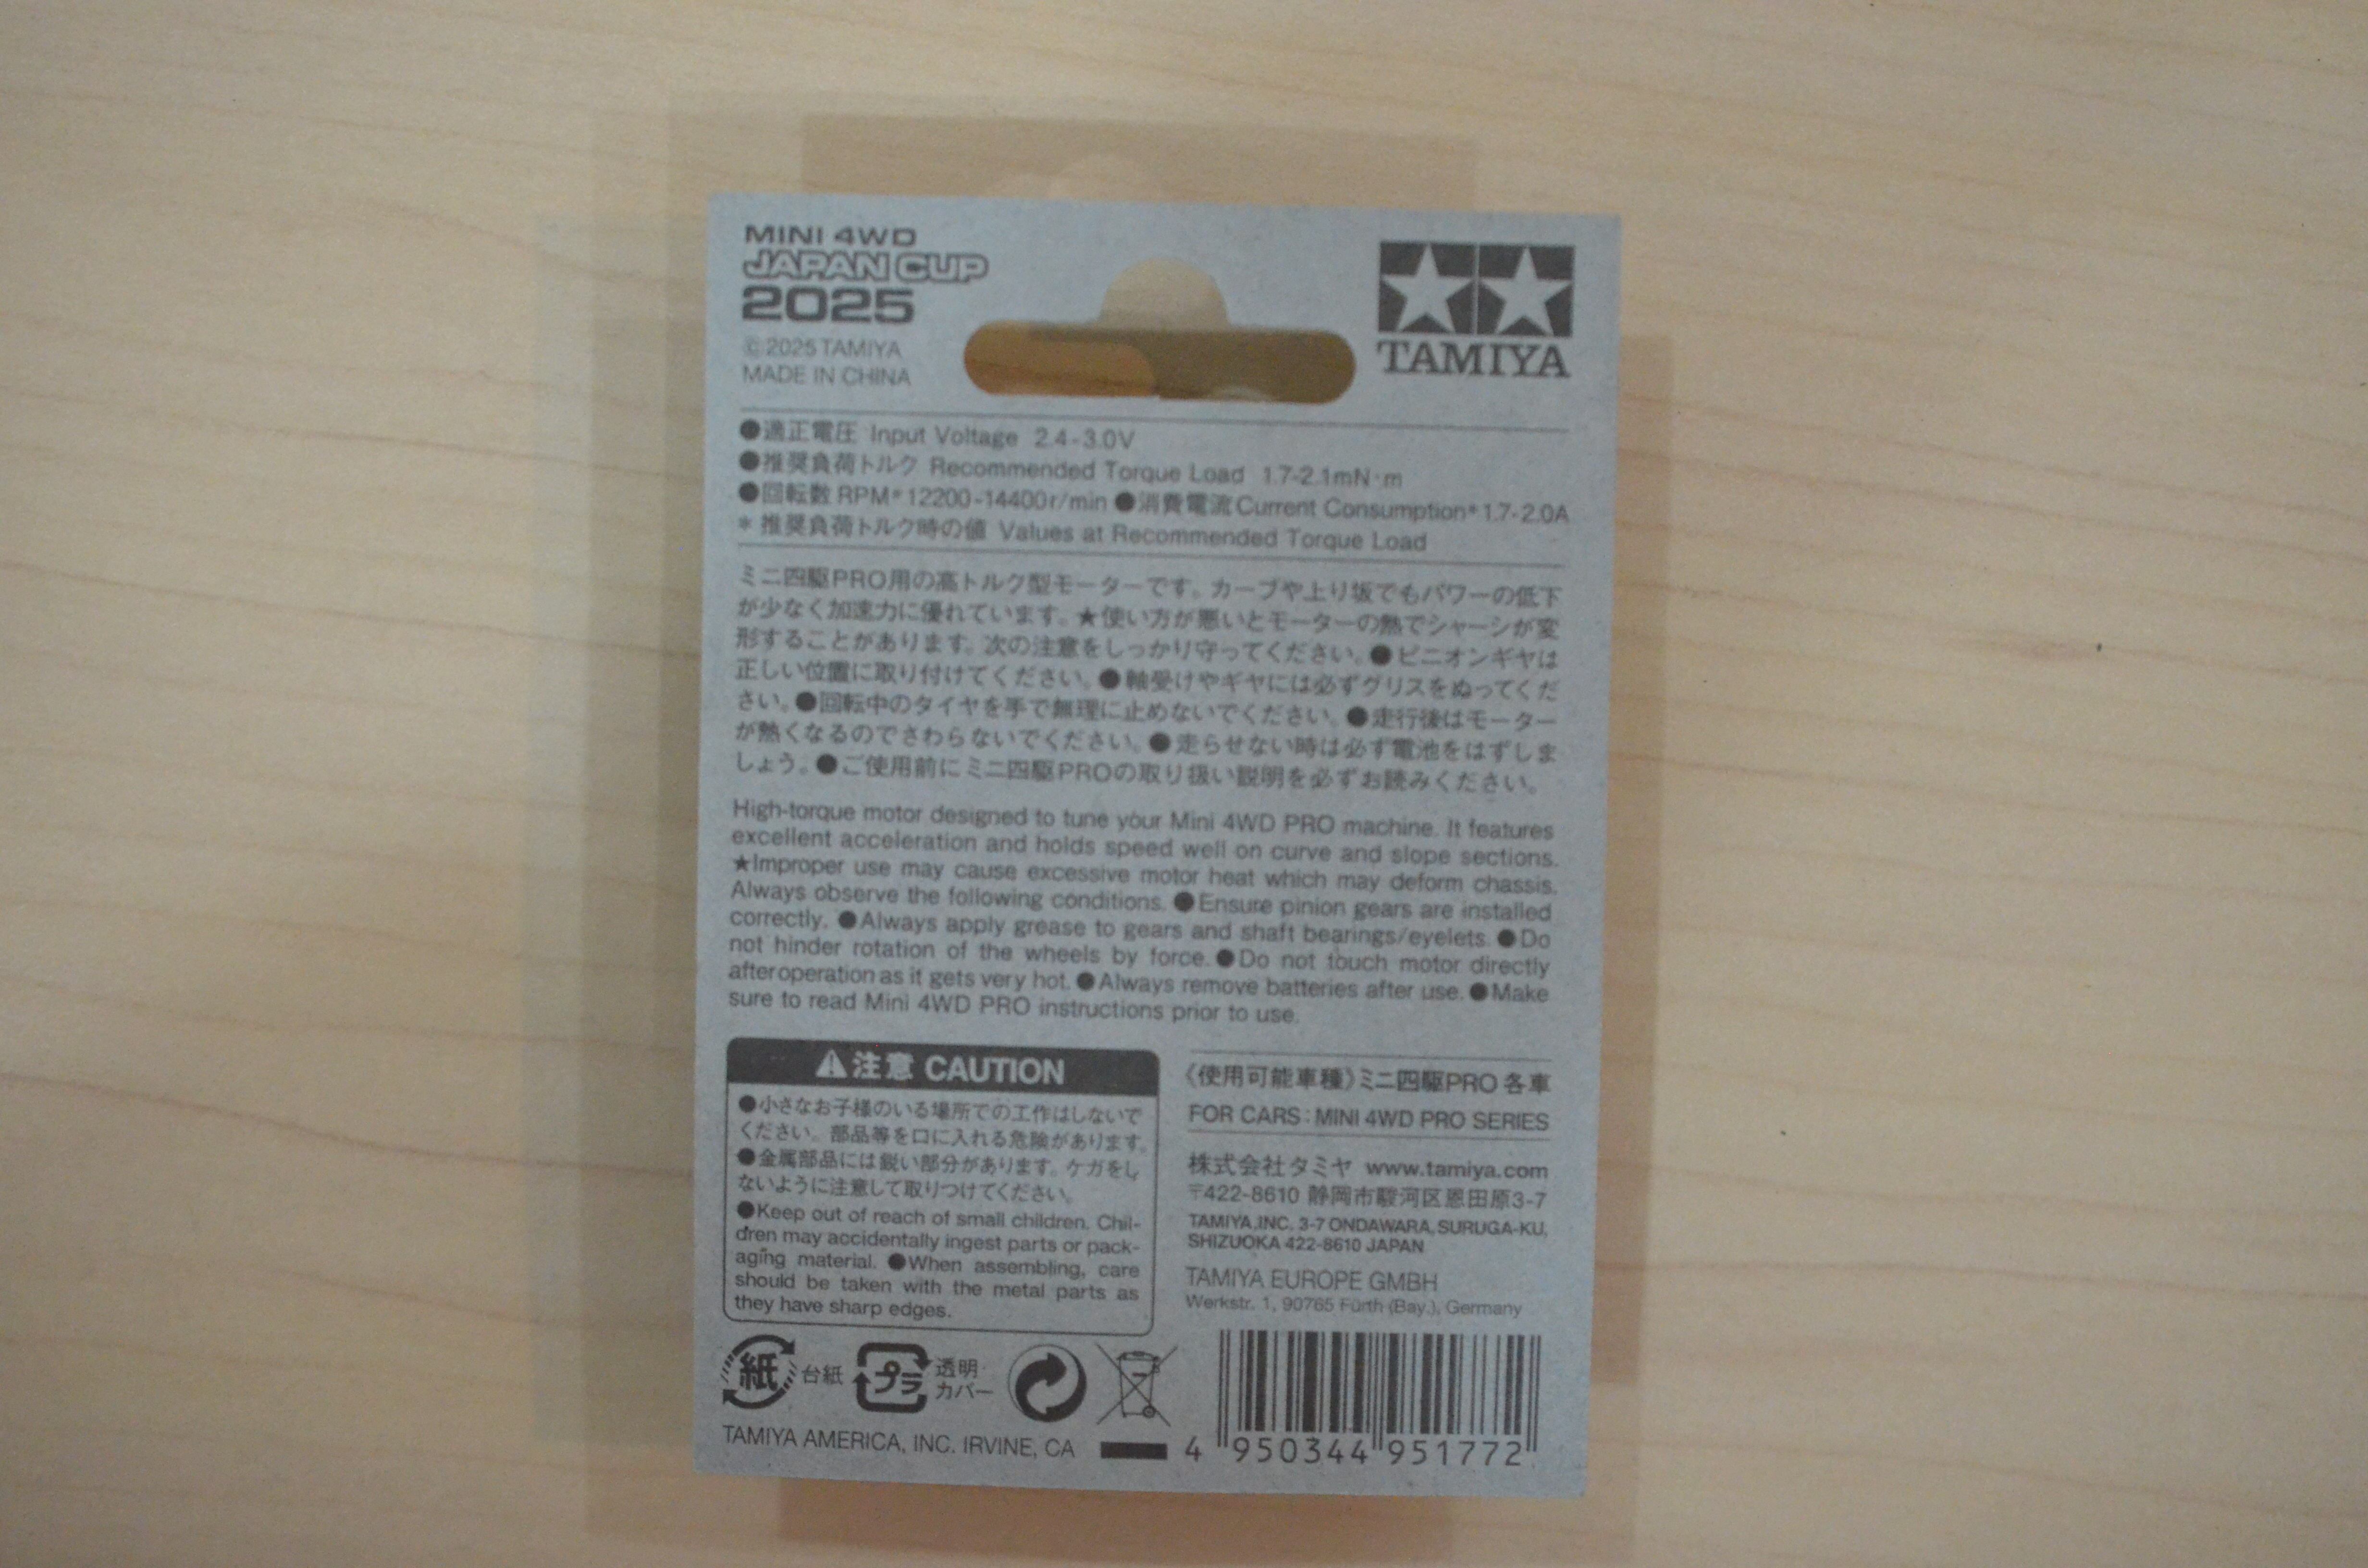 MINI 4WD
JAPAN CUP
2025
©2025 TAMIYA
MADE IN CHINA
TAMIYA
●適正電圧 Input Voltage 2.4-3.0V
●推奨負荷トルク Recommended Torque Load 1.7-2.1mN·m
●回転数 RPM*12200-14400r/min ●消費電流Current Consumption*1.7-2.0A
* 推奨負荷トルク時の値 Values at Recommended Torque Load
ミニ四駆PRO用の高トルク型モーターです。カーブや上り坂でもパワーの低下
が少なく加速力に優れています。★使い方が悪いとモーターの熱でシャーシが変
形することがあります。次の注意をしっかり守ってください。●ピニオンギヤは
正しい位置に取り付けてください。●軸受けやギヤには必ずグリスをぬってくだ
さい。●回転中のタイヤを手で無理に止めないでください。●走行後はモーター
が熱くなるのでさわらないでください。●走らせない時は必ず電池をはずしま
しょう。●ご使用前にミニ四駆PROの取り扱い説明を必ずお読みください。
High-torque motor designed to tune your Mini 4WD PRO machine. It features
excellent acceleration and holds speed well on curve and slope sections.
★Improper use may cause excessive motor heat which may deform chassis.
Always observe the following conditions. ●Ensure pinion gears are installed
correctly. ●Always apply grease to gears and shaft bearings/eyelets. ●Do
not hinder rotation of the wheels by force. ●Do not touch motor directly
after operation as it gets very hot. ●Always remove batteries after use. ●Make
sure to read Mini 4WD PRO instructions prior to use.
注意 CAUTION
●小さなお子様のいる場所での工作はしないで
ください。部品等を口に入れる危険があります。
●金属部品には鋭い部分があります。ケガをし
ないように注意して取りつけてください。
●Keep out of reach of small children. Chil-
dren may accidentally ingest parts or pack-
aging material. ●When assembling, care
should be taken with the metal parts as
they have sharp edges.
《使用可能車種》ミニ四駆PRO 各車
FOR CARS : MINI 4WD PRO SERIES
株式会社タミヤ www.tamiya.com
〒422-8610 静岡市駿河区恩田原3-7
TAMIYA,INC. 3-7 ONDAWARA, SURUGA-KU,
SHIZUOKA 422-8610 JAPAN
TAMIYA EUROPE GMBH
Werkstr. 1, 90765 Fürth (Bay.), Germany
紙 台紙 プラ 透明・
カバー
TAMIYA AMERICA, INC. IRVINE, CA
4 950344 951772